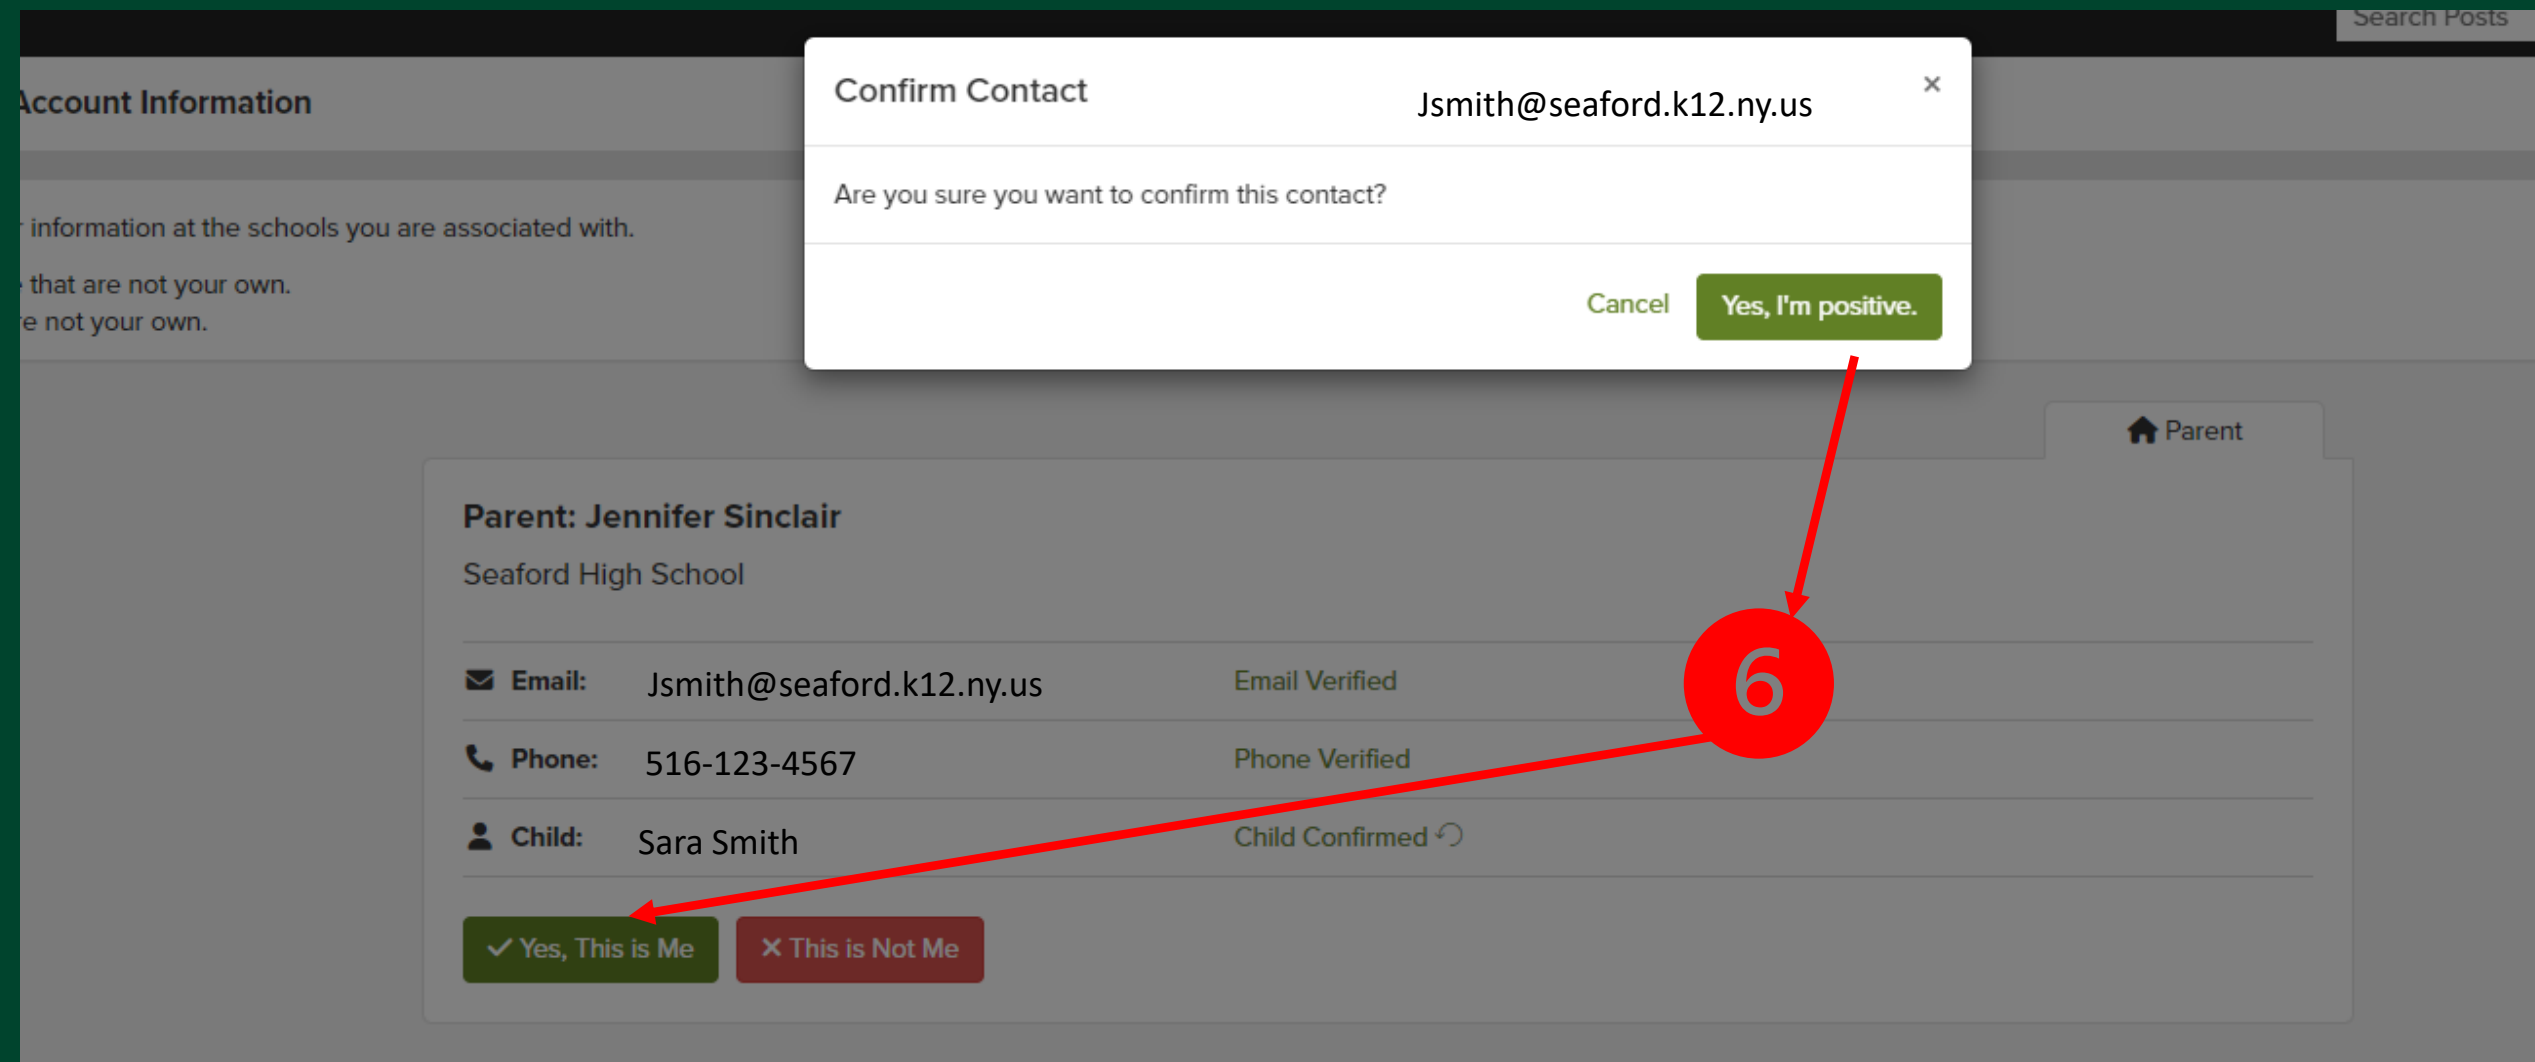 Search Posts
Account Information
Confirm Contact
×
Jsmith@seaford.k12.ny.us
Are you sure you want to confirm this contact?
Cancel
Yes, I'm positive.
information at the schools you are associated with.
that are not your own.
not your own.
Parent
Parent: Jennifer Sinclair
Seaford High School
Email: Jsmith@seaford.k12.ny.us Email Verified
Phone: 516-123-4567 Phone Verified
Child: Sara Smith Child Confirmed
6
Yes, This is Me
This is Not Me